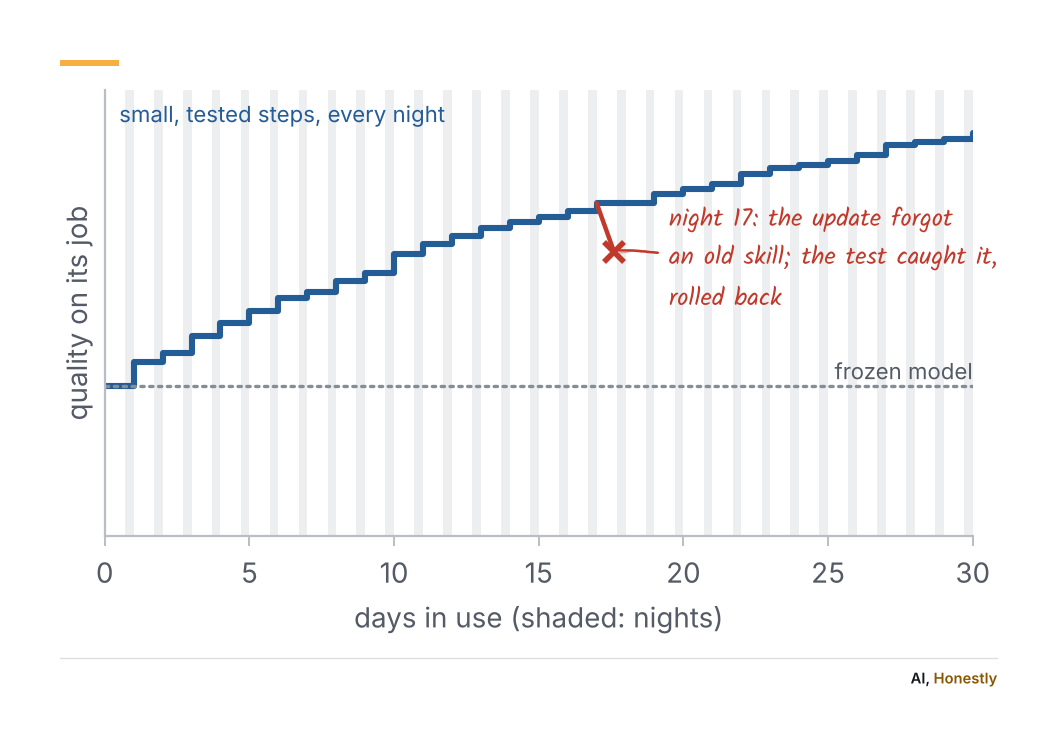 small, tested steps, every night
quality on its job
night 17: the update forgot
an old skill; the test caught it,
rolled back
frozen model
0 5 10 15 20 25 30
days in use (shaded: nights)
AI, Honestly